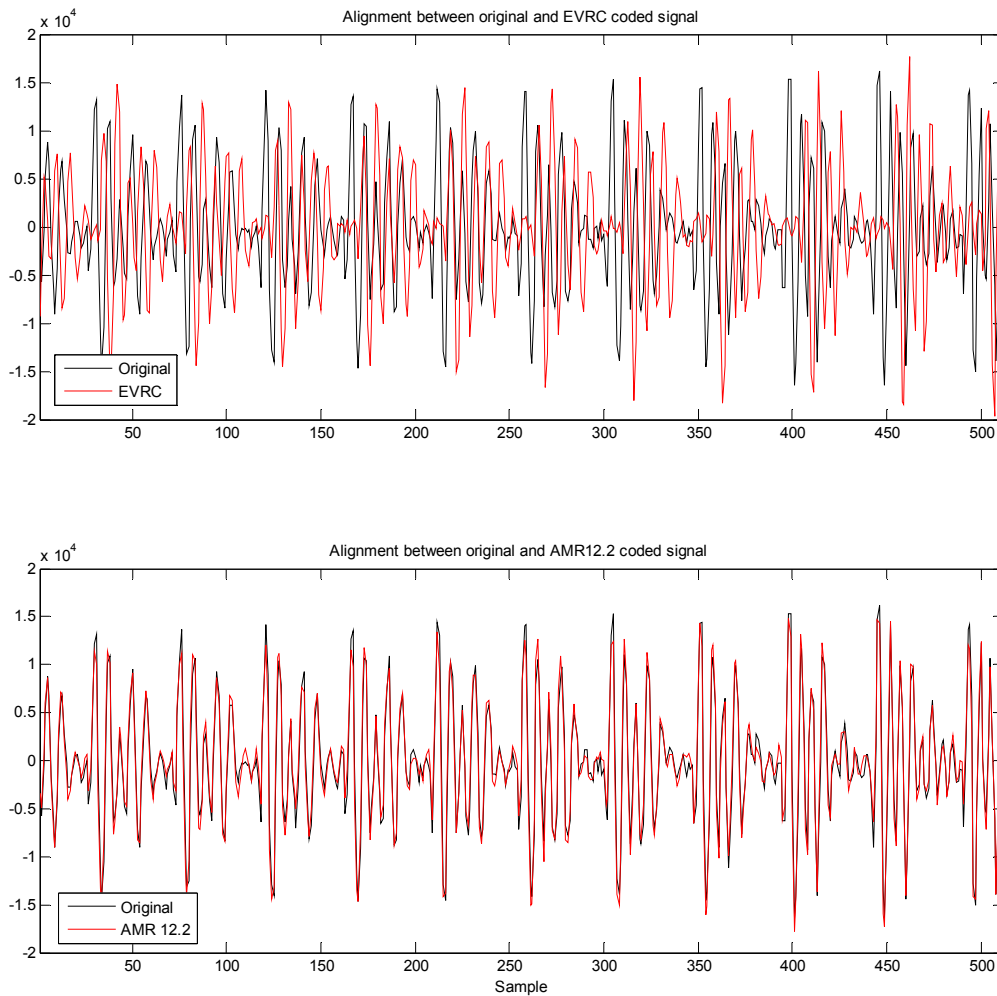 Alignment between original and EVRC coded signal
x 10^4
2
1.5
1
0.5
0
-0.5
-1
-1.5
-2
Original
EVRC
50 100 150 200 250 300 350 400 450 500
Alignment between original and AMR12.2 coded signal
x 10^4
2
1.5
1
0.5
0
-0.5
-1
-1.5
-2
Original
AMR 12.2
50 100 150 200 250 300 350 400 450 500
Sample